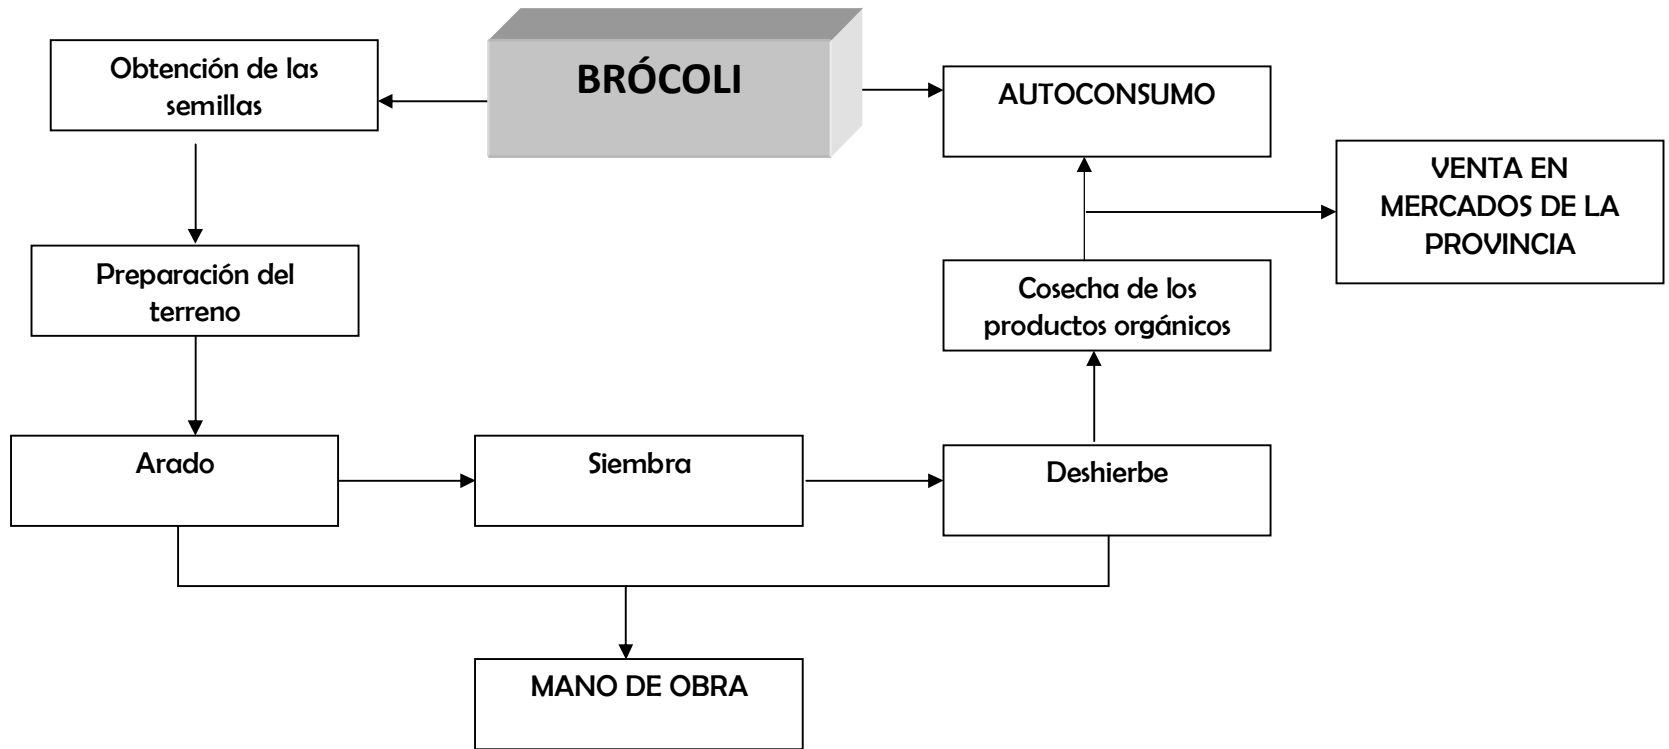 BRÓCOLI
Obtención de las
semillas
AUTOCONSUMO
VENTA EN
MERCADOS DE LA
PROVINCIA
Preparación del
terreno
Cosecha de los
productos orgánicos
Arado
Siembra
Deshierbe
MANO DE OBRA